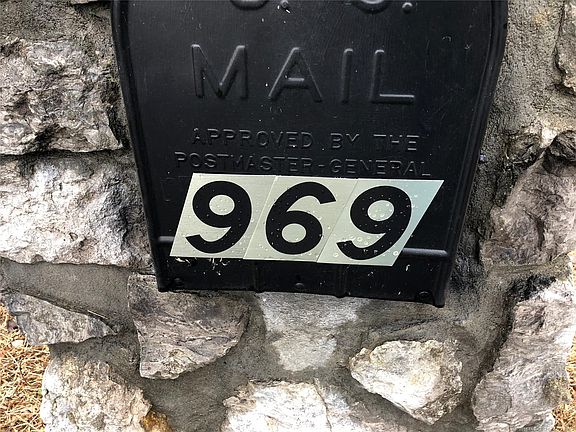 U.S.
MAIL
APPROVED BY THE
POSTMASTER-GENERAL
969